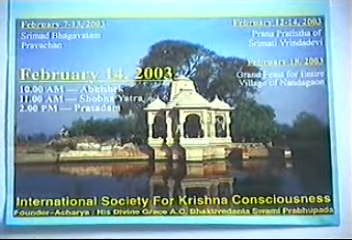 February 7-13, 2003
Srimad Bhagavatam
Pravachan
February 12-14, 2003
Prana Pratistha of
Srimati Vrindadevi
February 14, 2003
10.00 AM — Abhishek
11.00 AM — Shobha Yatra
2.00 PM — Prasadam
February 18, 2003
Grand Feast for Entire
Village of Nandagaon
International Society For Krishna Consciousness
Founder-Acharya : His Divine Grace A.C. Bhaktivedanta Swami Prabhupada